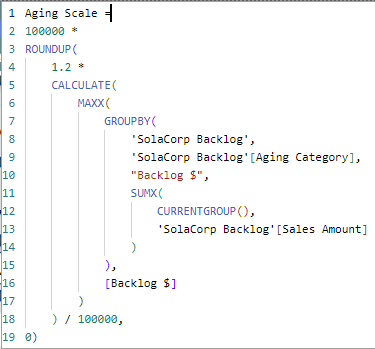 1 Aging Scale =
2 100000 *
3 ROUNDUP(
4 1.2 *
5 CALCULATE(
6 MAXX(
7 GROUPBY(
8 'SolaCorp Backlog',
9 'SolaCorp Backlog'[Aging Category],
10 "Backlog $",
11 SUMX(
12 CURRENTGROUP(),
13 'SolaCorp Backlog'[Sales Amount]
14 )
15 ),
16 [Backlog $]
17 )
18 ) / 100000,
19 0)